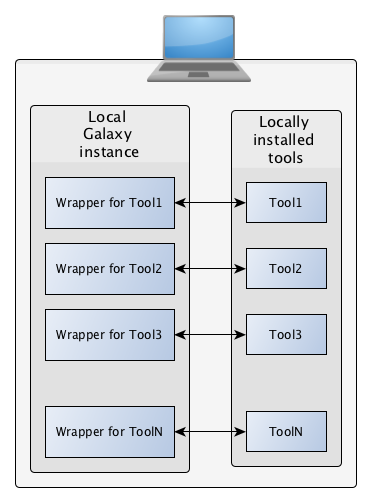 Local
Galaxy
instance
Locally
installed
tools
Wrapper for Tool1
Tool1
Wrapper for Tool2
Tool2
Wrapper for Tool3
Tool3
Wrapper for ToolN
ToolN